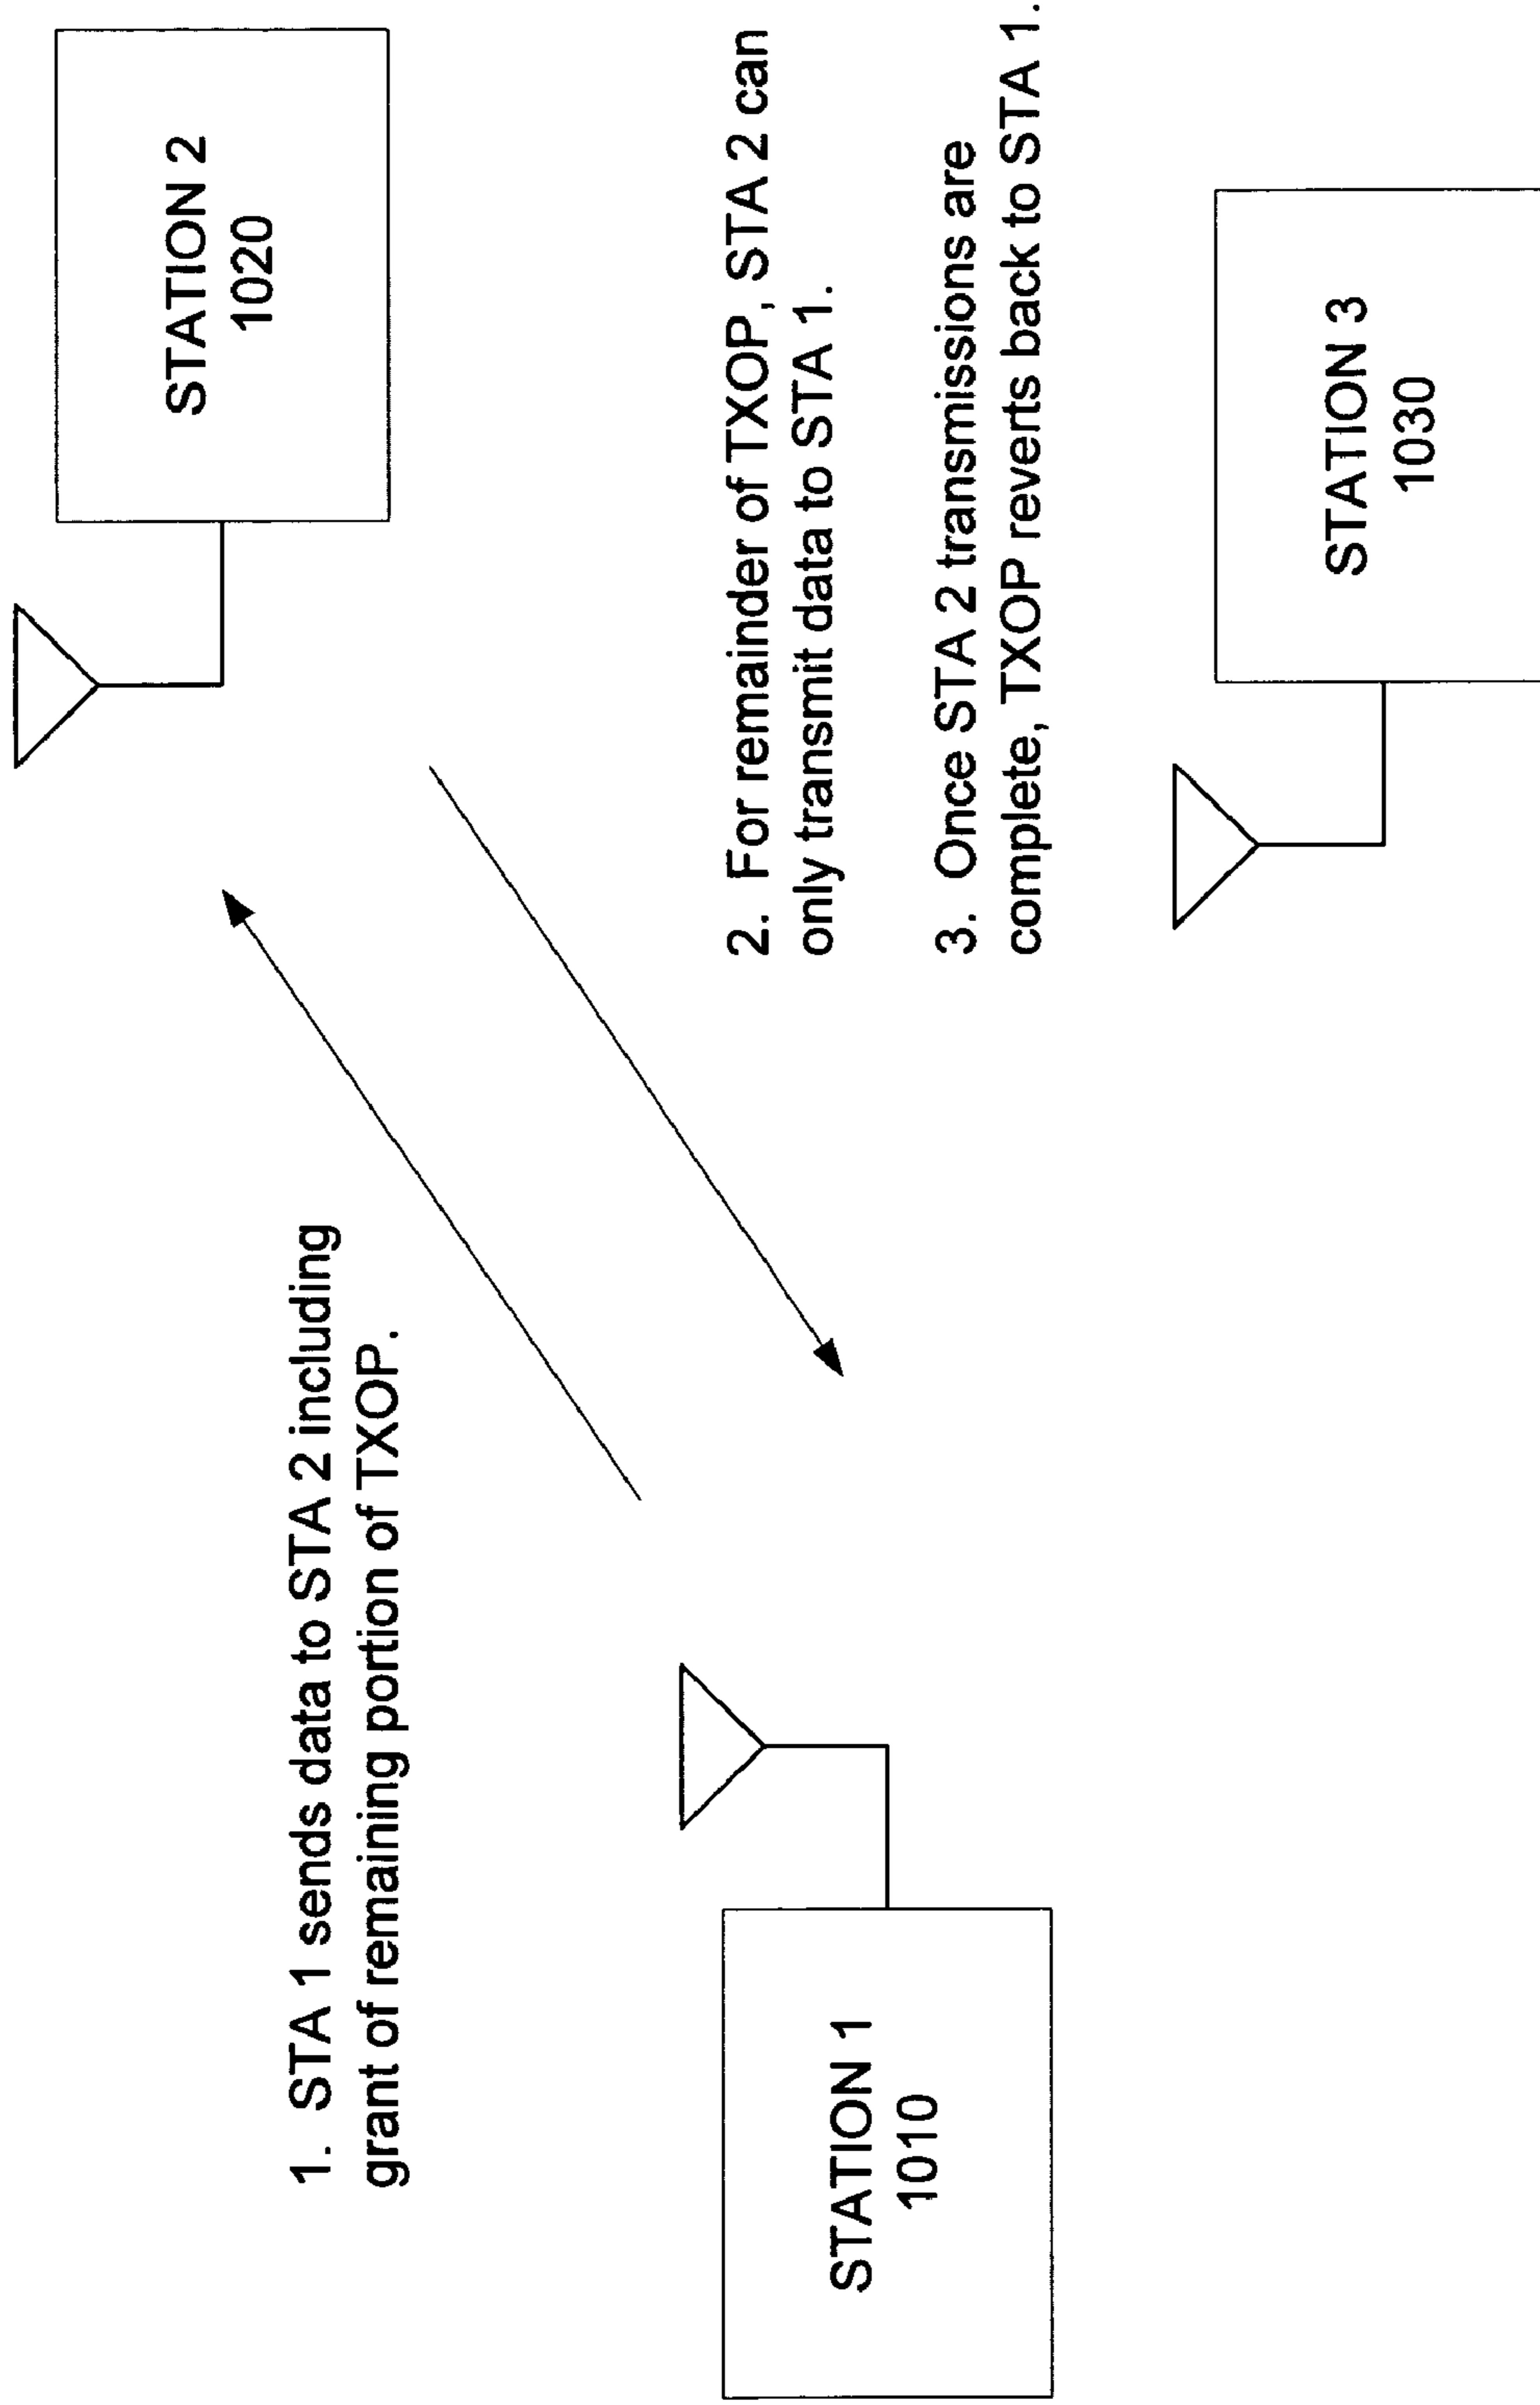 STATION 2
1020
1. STA 1 sends data to STA 2 including
grant of remaining portion of TXOP.
2. For remainder of TXOP, STA 2 can
only transmit data to STA 1.
STATION 1
1010
3. Once STA 2 transmissions are
complete, TXOP reverts back to STA 1.
STATION 3
1030